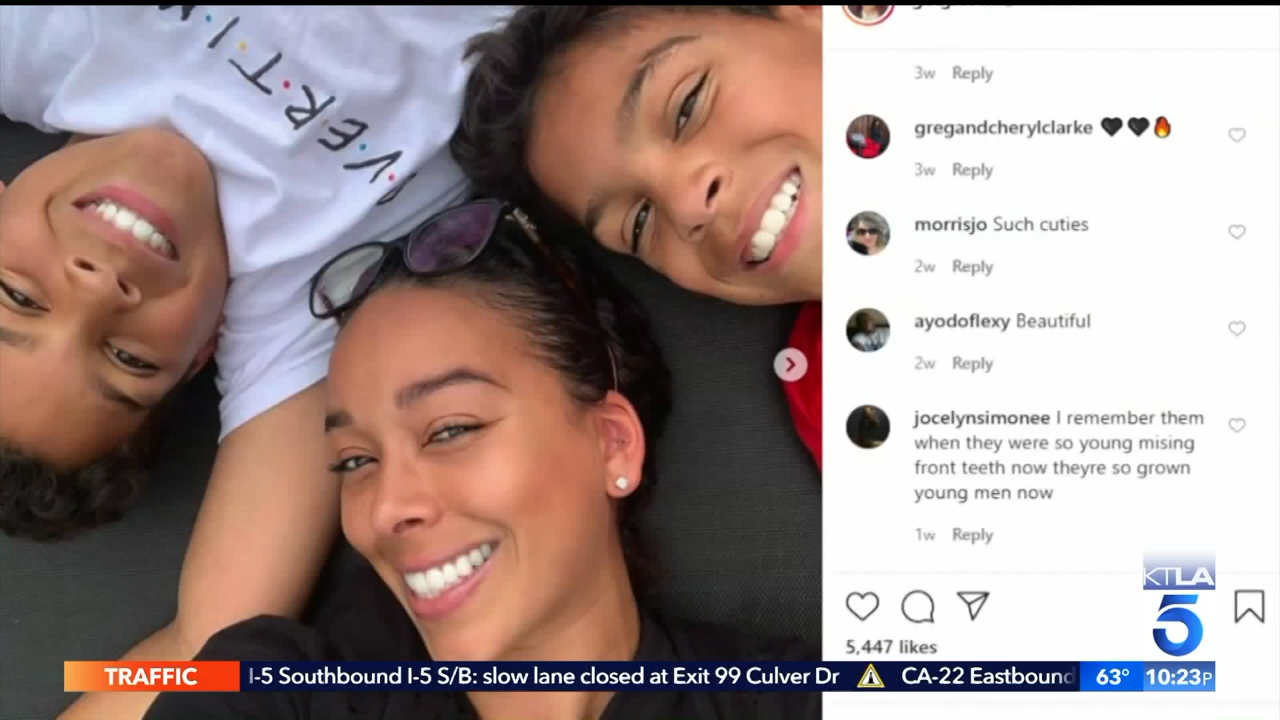 VERTI
3w Reply
gregandcherylclarke 🖤🖤🔥
3w Reply
morrisjo Such cuties
2w Reply
ayodoflexy Beautiful
2w Reply
jocelynsimonee I remember them
when they were so young mising
front teeth now theyre so grown
young men now
1w Reply
5,447 likes
KTLA
5
TRAFFIC I-5 Southbound I-5 S/B: slow lane closed at Exit 99 Culver Dr ⚠ CA-22 Eastbound 63° 10:23P